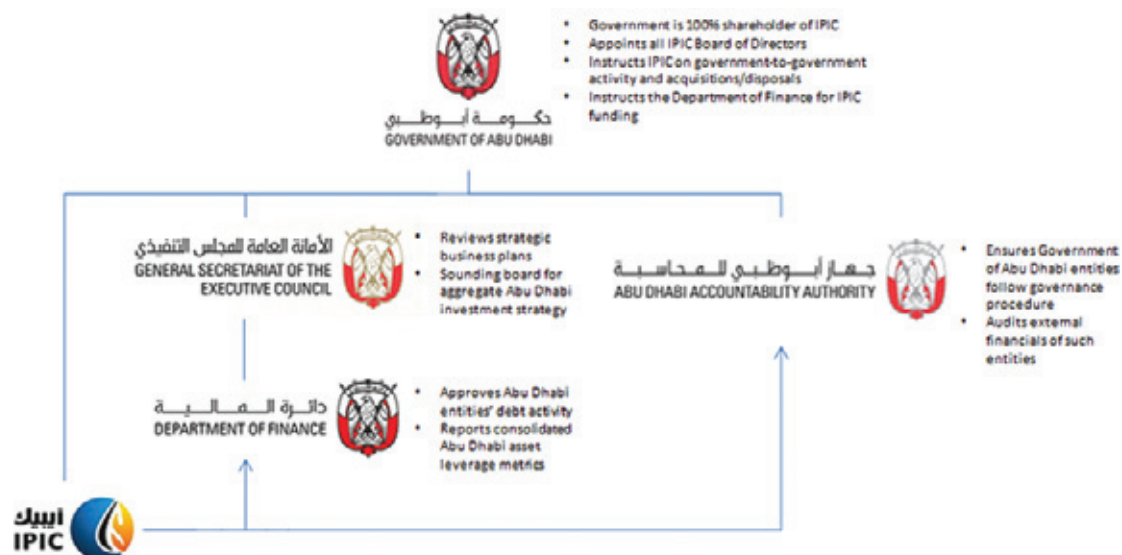 • Government is 100% shareholder of IPIC
• Appoints all IPIC Board of Directors
• Instructs IPIC on government-to-government
activity and acquisitions/disposals
• Instructs the Department of Finance for IPIC
funding
حكومة أبوظبي
GOVERNMENT OF ABU DHABI
الأمانة العامة للمجلس التنفيذي
GENERAL SECRETARIAT OF THE
EXECUTIVE COUNCIL
• Reviews strategic
business plans
• Sounding board for
aggregate Abu Dhabi
investment strategy
جهاز أبوظبي للمحاسبة
ABU DHABI ACCOUNTABILITY AUTHORITY
• Ensures Government
of Abu Dhabi entities
follow governance
procedure
• Audits external
financials of such
entities
دائرة المالية
DEPARTMENT OF FINANCE
• Approves Abu Dhabi
entities' debt activity
• Reports consolidated
Abu Dhabi asset
leverage metrics
آيبيك
IPIC